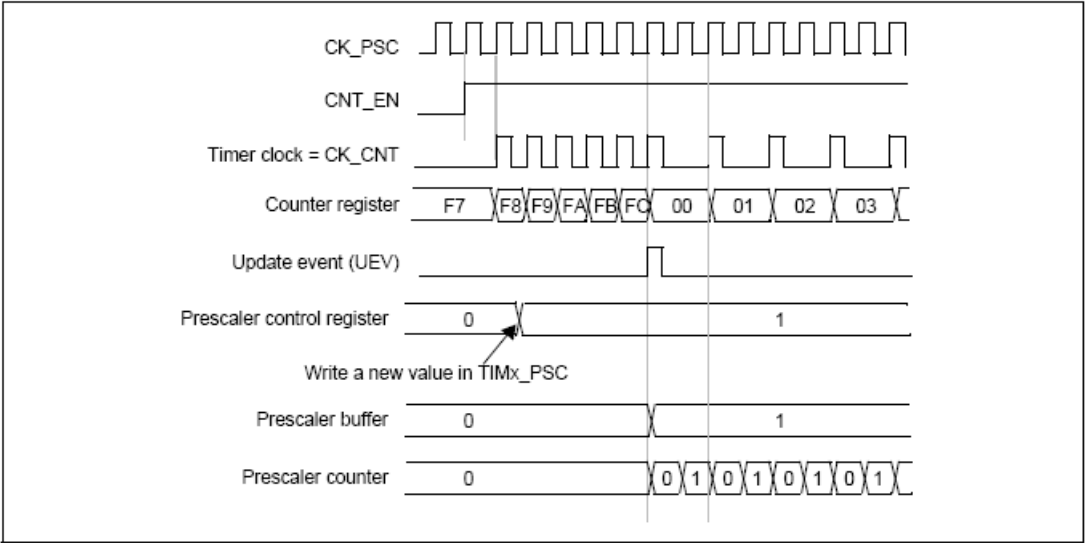 CK_PSC
CNT_EN
Timer clock = CK_CNT
Counter register F7 F8 F9 FA FB FC 00 01 02 03
Update event (UEV)
Prescaler control register 0 1
Write a new value in TIMx_PSC
Prescaler buffer 0 1
Prescaler counter 0 0 1 0 1 0 1 0 1